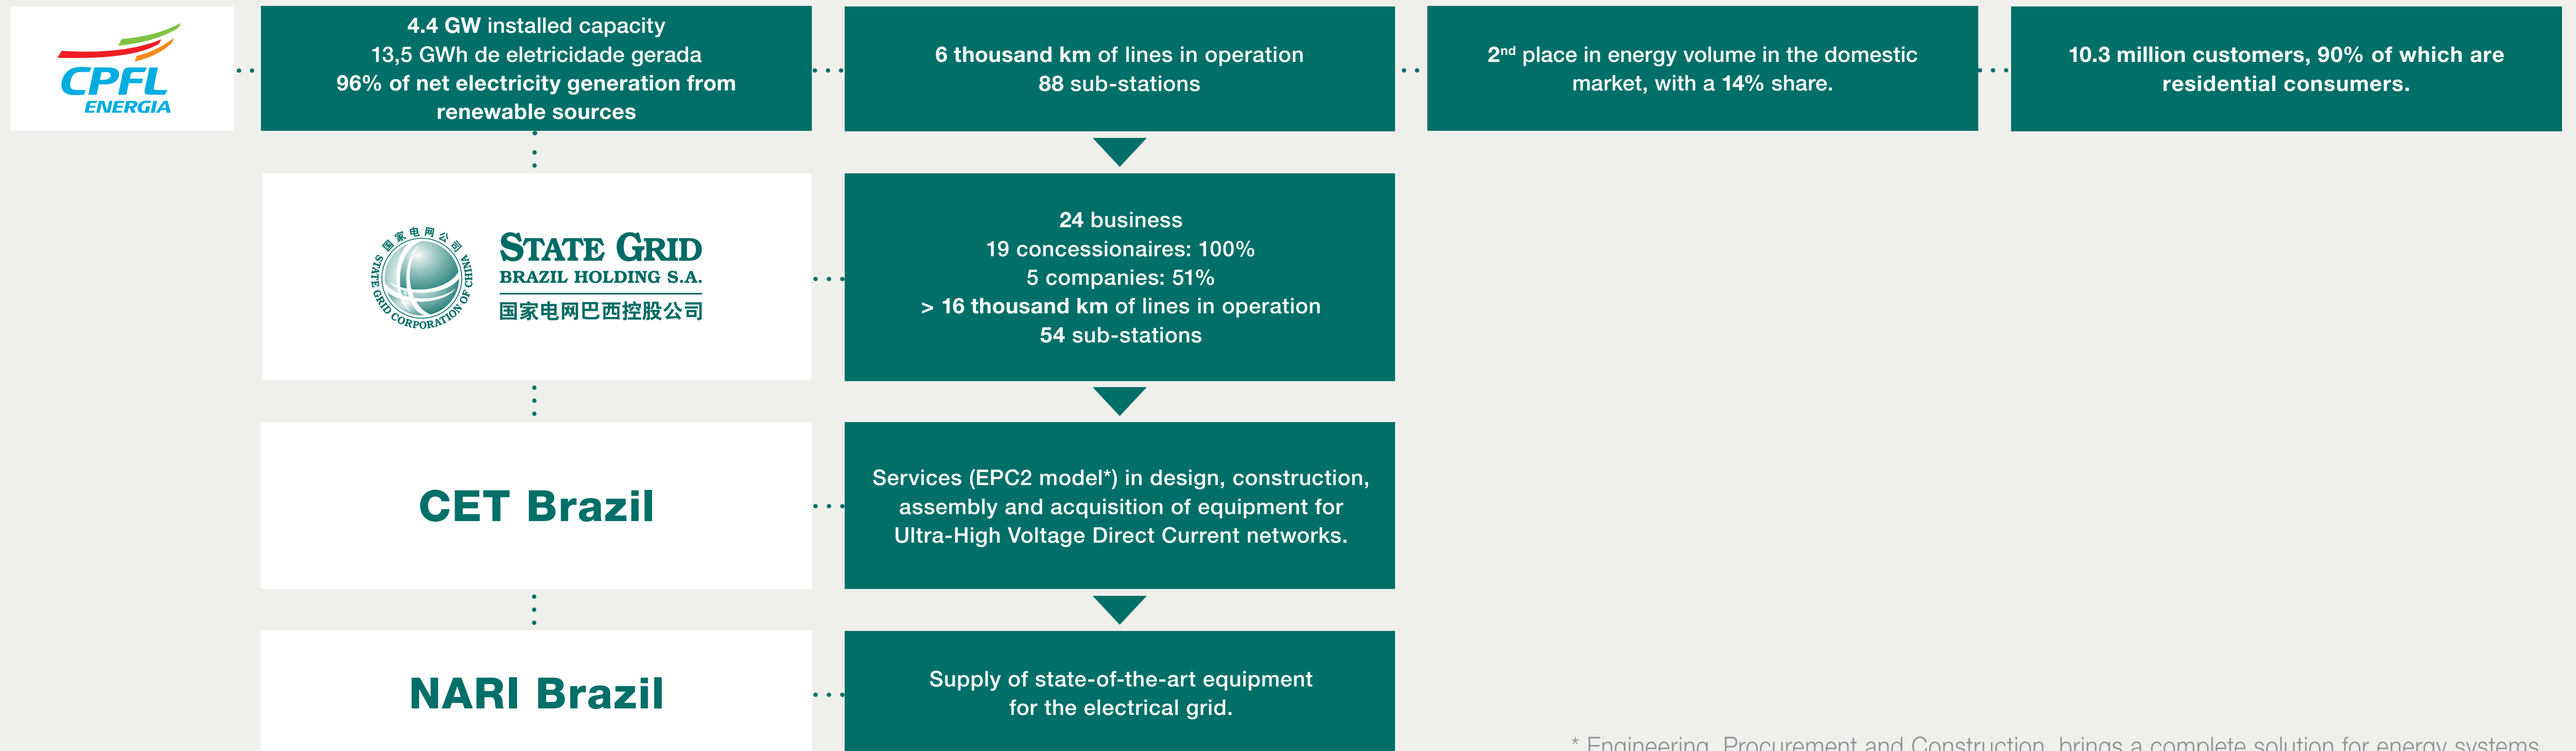 CPFL
ENERGIA
4.4 GW installed capacity
13,5 GWh de eletricidade gerada
96% of net electricity generation from
renewable sources
6 thousand km of lines in operation
88 sub-stations
2nd place in energy volume in the domestic
market, with a 14% share.
10.3 million customers, 90% of which are
residential consumers.
国家电网公司
STATE GRID CORPORATION OF CHINA
STATE GRID
BRAZIL HOLDING S.A.
国家电网巴西控股公司
24 business
19 concessionaires: 100%
5 companies: 51%
> 16 thousand km of lines in operation
54 sub-stations
CET Brazil
Services (EPC2 model*) in design, construction,
assembly and acquisition of equipment for
Ultra-High Voltage Direct Current networks.
NARI Brazil
Supply of state-of-the-art equipment
for the electrical grid.
* Engineering, Procurement and Construction, brings a complete solution for energy systems